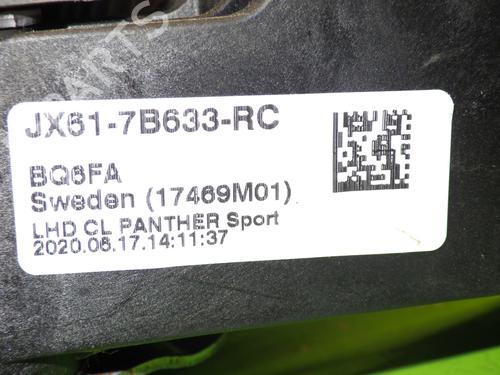 JX61-7B633-RC
BQ6FA
Sweden (17469M01)
LHD CL PANTHER Sport
2020.06.17.14:11:37